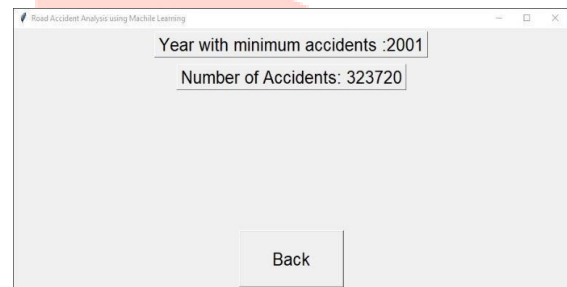 Road Accident Analysis using Machile Learning
Year with minimum accidents :2001
Number of Accidents: 323720
Back